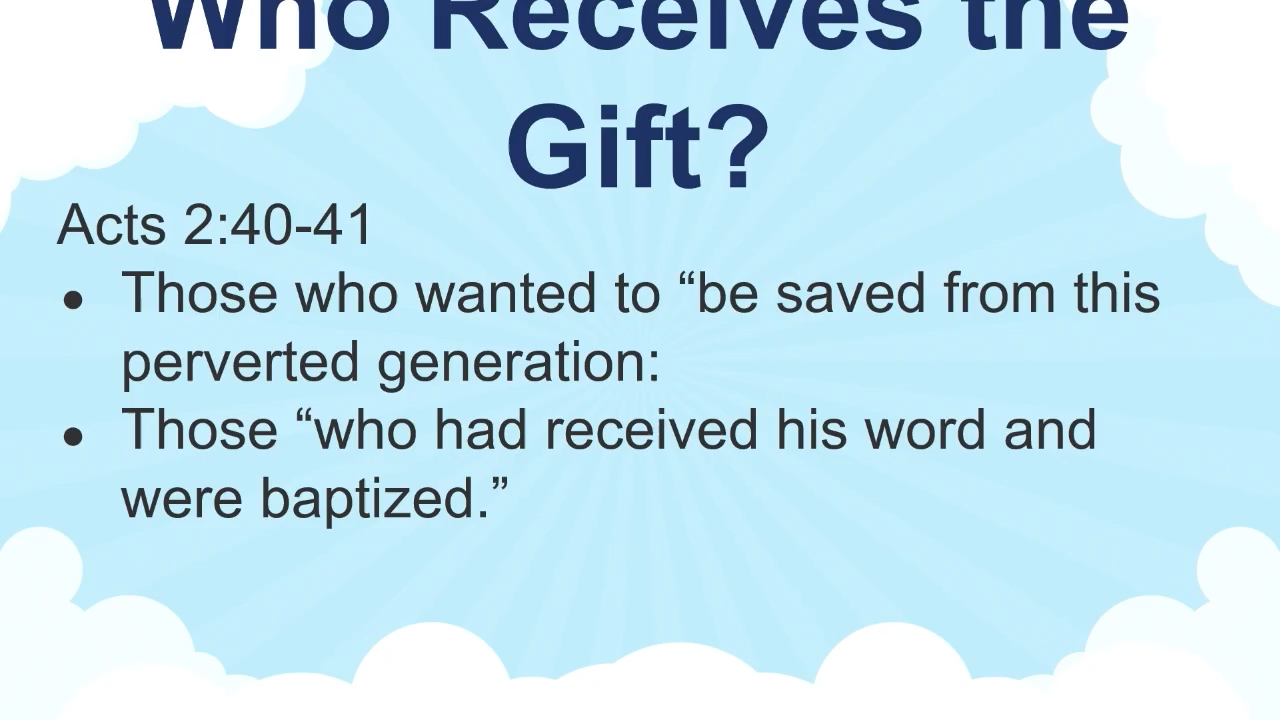 Who Receives the
Gift?
Acts 2:40-41
● Those who wanted to “be saved from this
perverted generation:
● Those “who had received his word and
were baptized.”